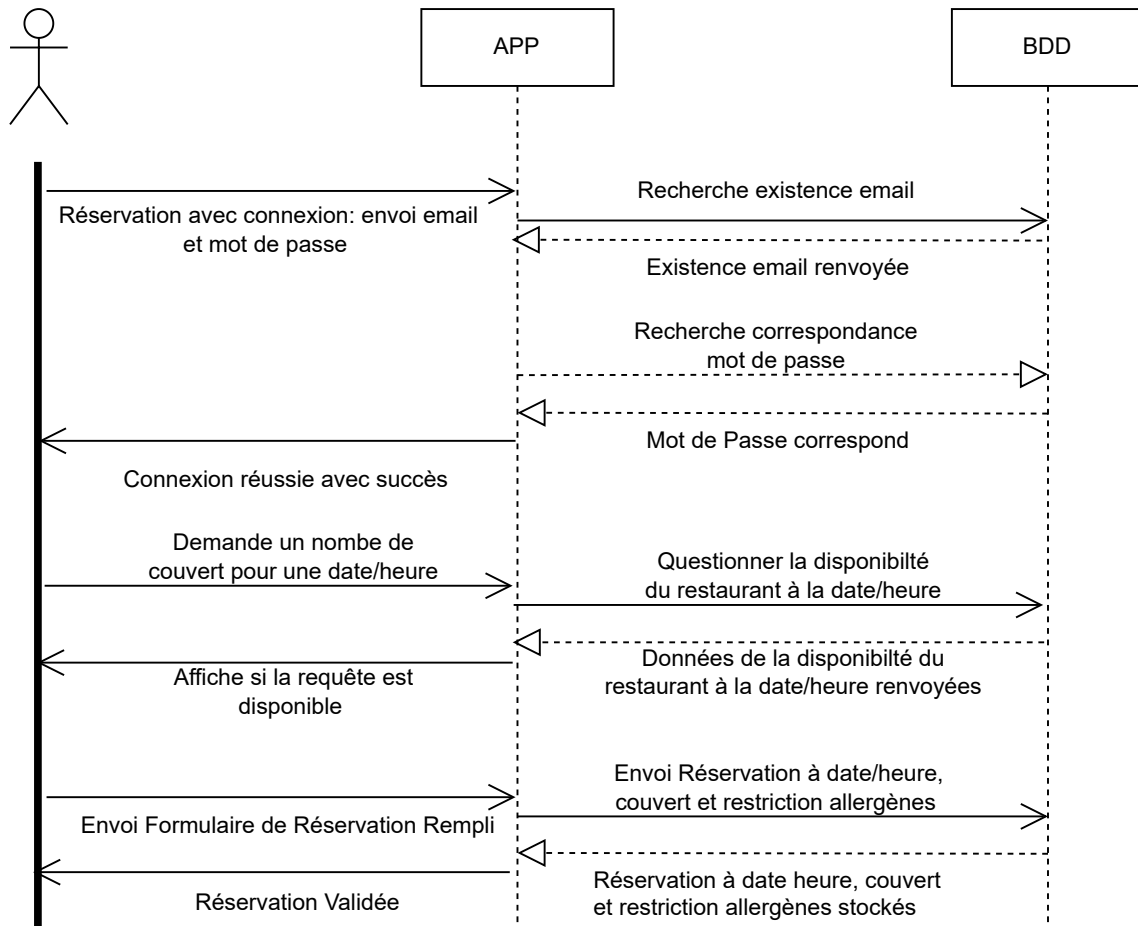 APP
BDD
Recherche existence email
Réservation avec connexion: envoi email
et mot de passe
Existence email renvoyée
Recherche correspondance
mot de passe
Mot de Passe correspond
Connexion réussie avec succès
Demande un nombe de
couvert pour une date/heure
Questionner la disponibilté
du restaurant à la date/heure
Données de la disponibilté du
restaurant à la date/heure renvoyées
Affiche si la requête est
disponible
Envoi Réservation à date/heure,
couvert et restriction allergènes
Envoi Formulaire de Réservation Rempli
Réservation à date heure, couvert
et restriction allergènes stockés
Réservation Validée